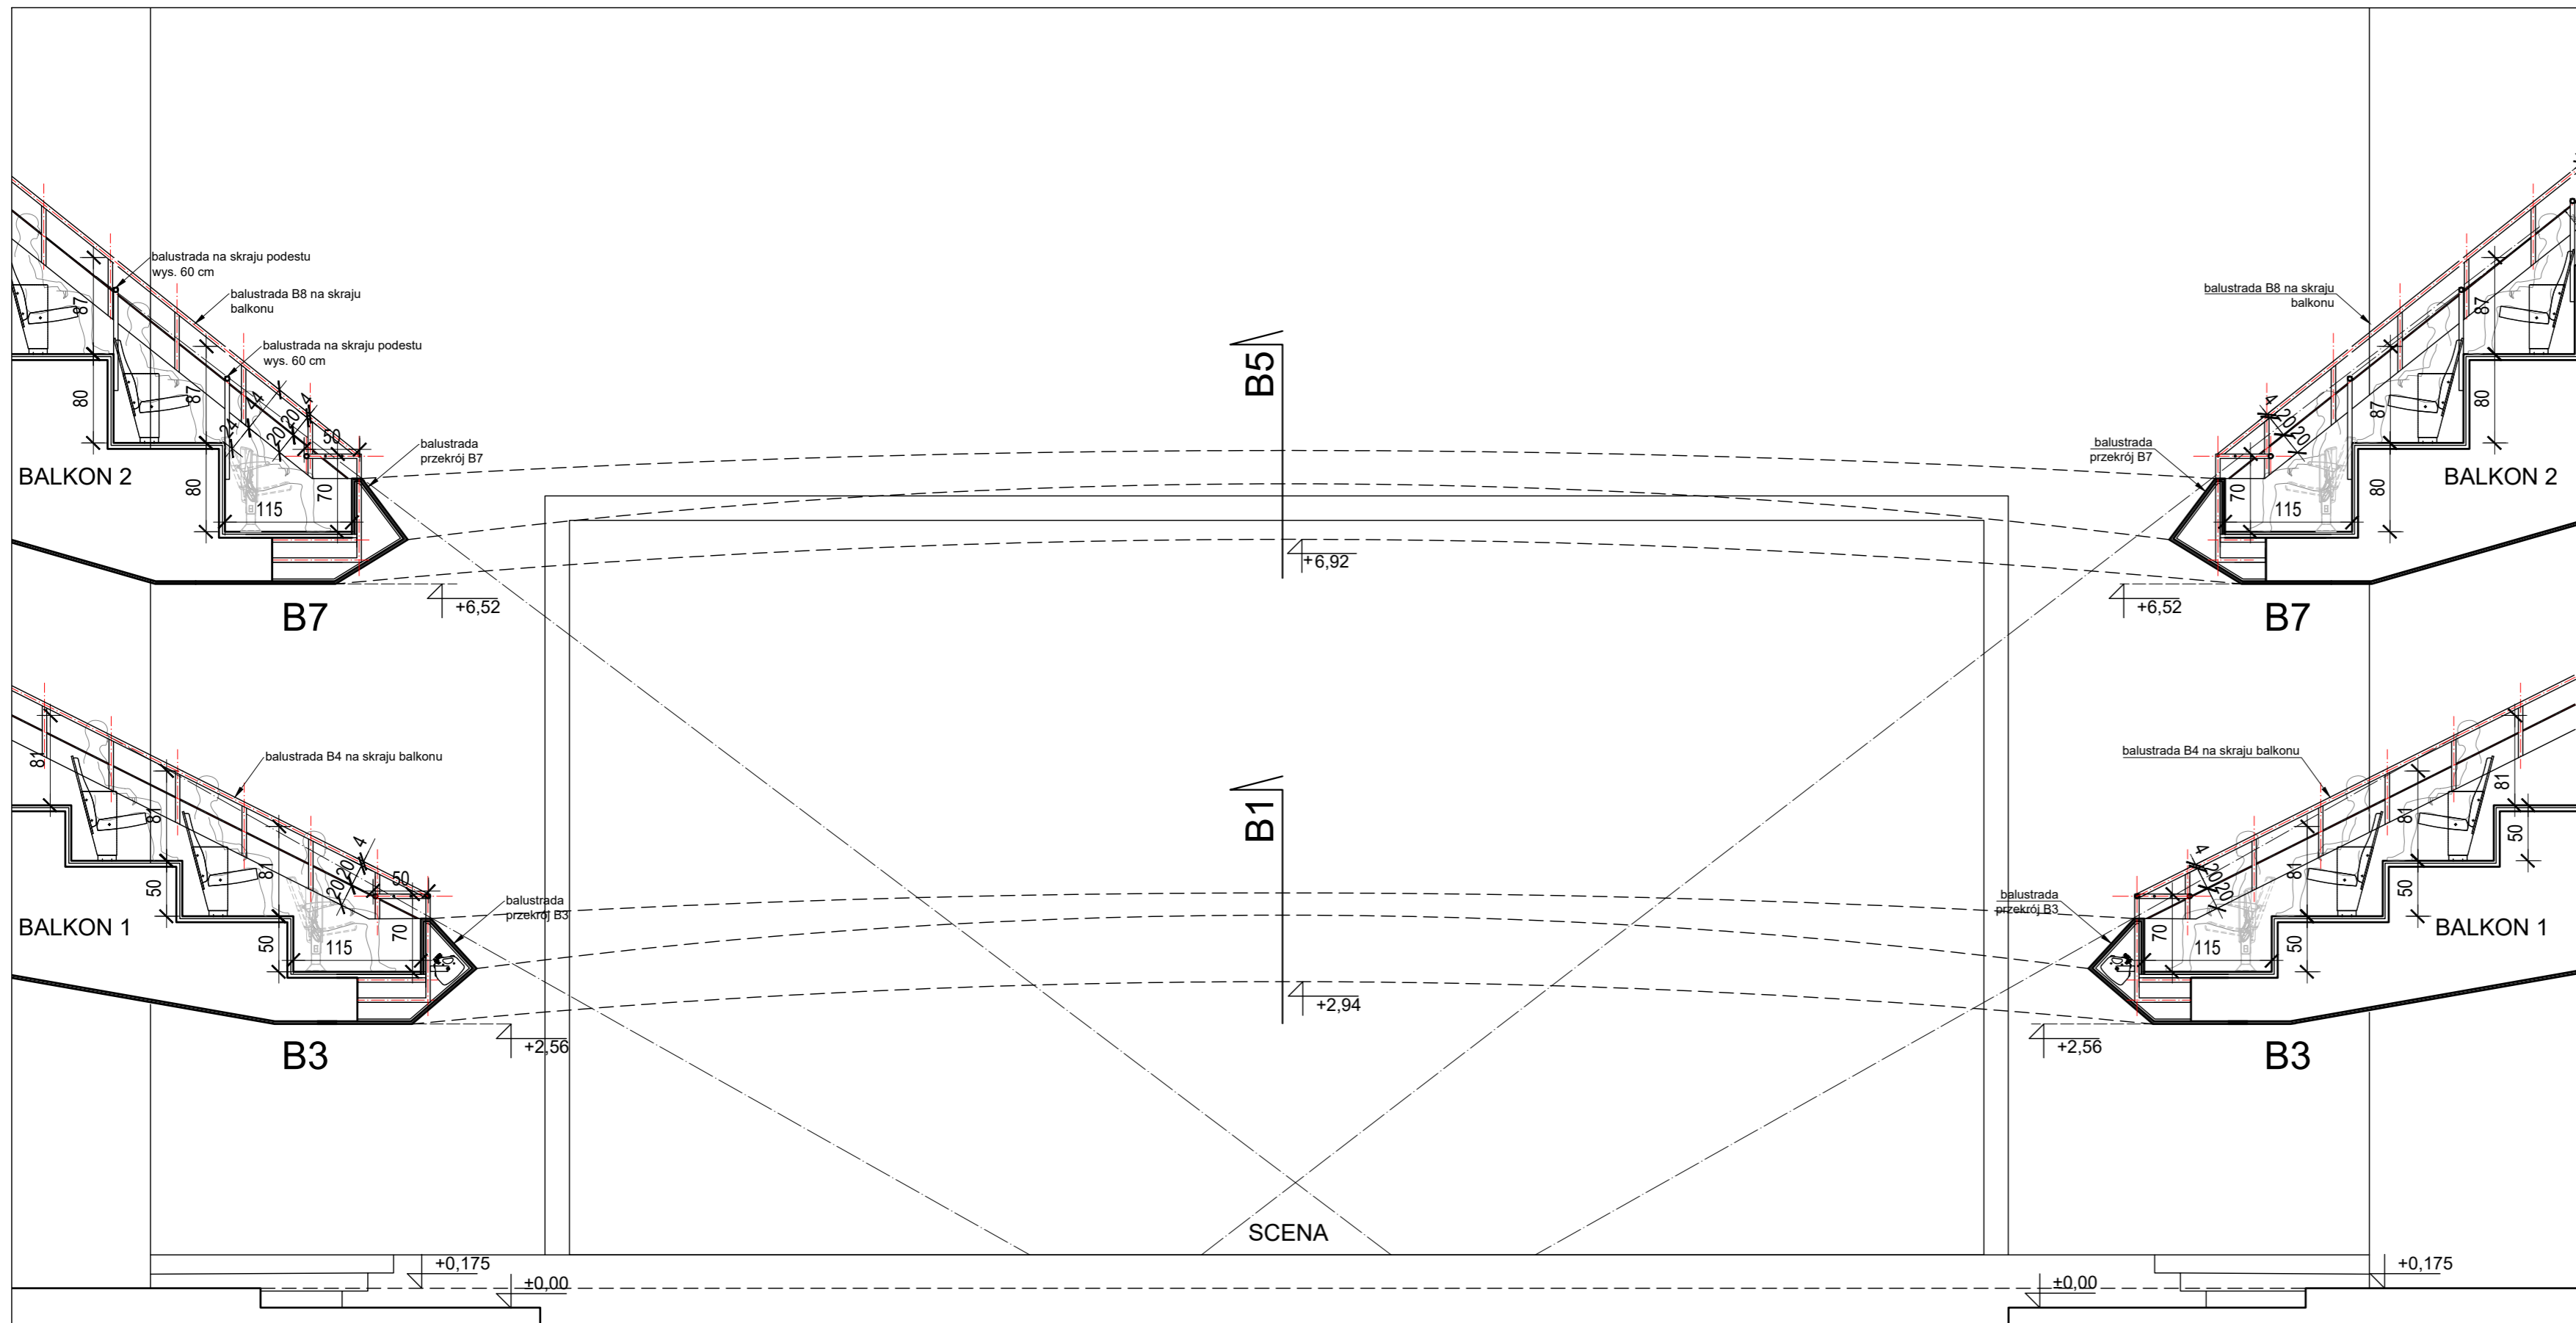 balustrada na skraju podestu
wys. 60 cm
balustrada B8 na skraju
balkonu
balustrada na skraju podestu
wys. 60 cm
balustrada
przekrój B7
87
87
80
80
24
44
20
20
4
50
70
115
BALKON 2
B7
+6,52
B5
+6,92
balustrada B8 na skraju
balkonu
balustrada
przekrój B7
4
20
20
87
87
80
80
70
115
BALKON 2
+6,52
B7
balustrada B4 na skraju balkonu
81
81
81
50
50
20
20
4
50
70
115
balustrada
przekrój B3
BALKON 1
B3
+2,56
B1
+2,94
balustrada B4 na skraju balkonu
balustrada
przekrój B3
4
20
20
81
81
81
50
50
50
70
115
BALKON 1
+2,56
B3
SCENA
+0,175
±0,00
±0,00
+0,175